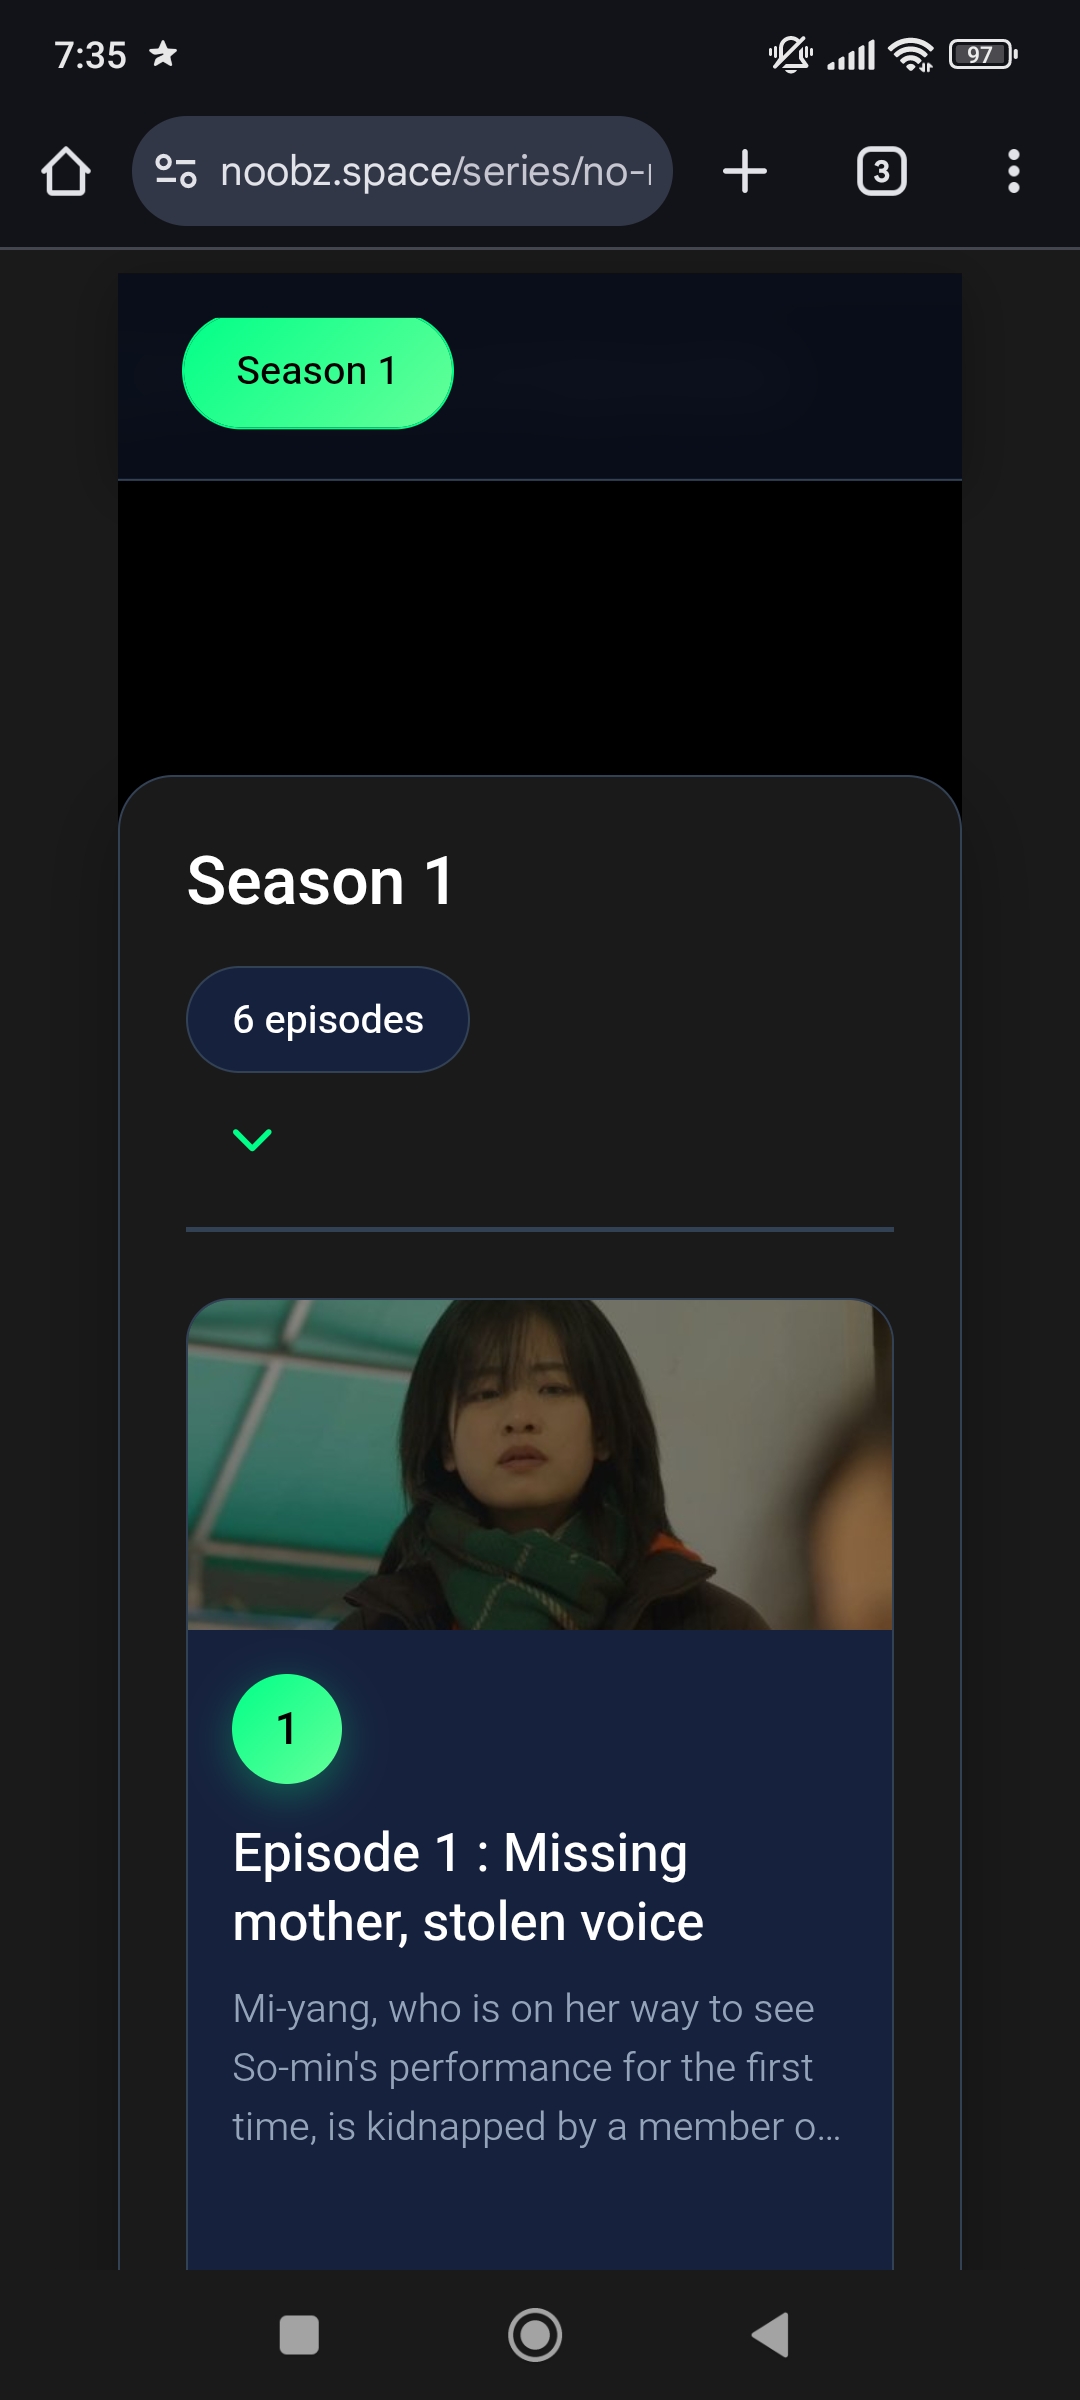 7:35
97
noobz.space/series/no-
3
Season 1
Season 1
6 episodes
1
Episode 1 : Missing
mother, stolen voice
Mi-yang, who is on her way to see
So-min's performance for the first
time, is kidnapped by a member o...